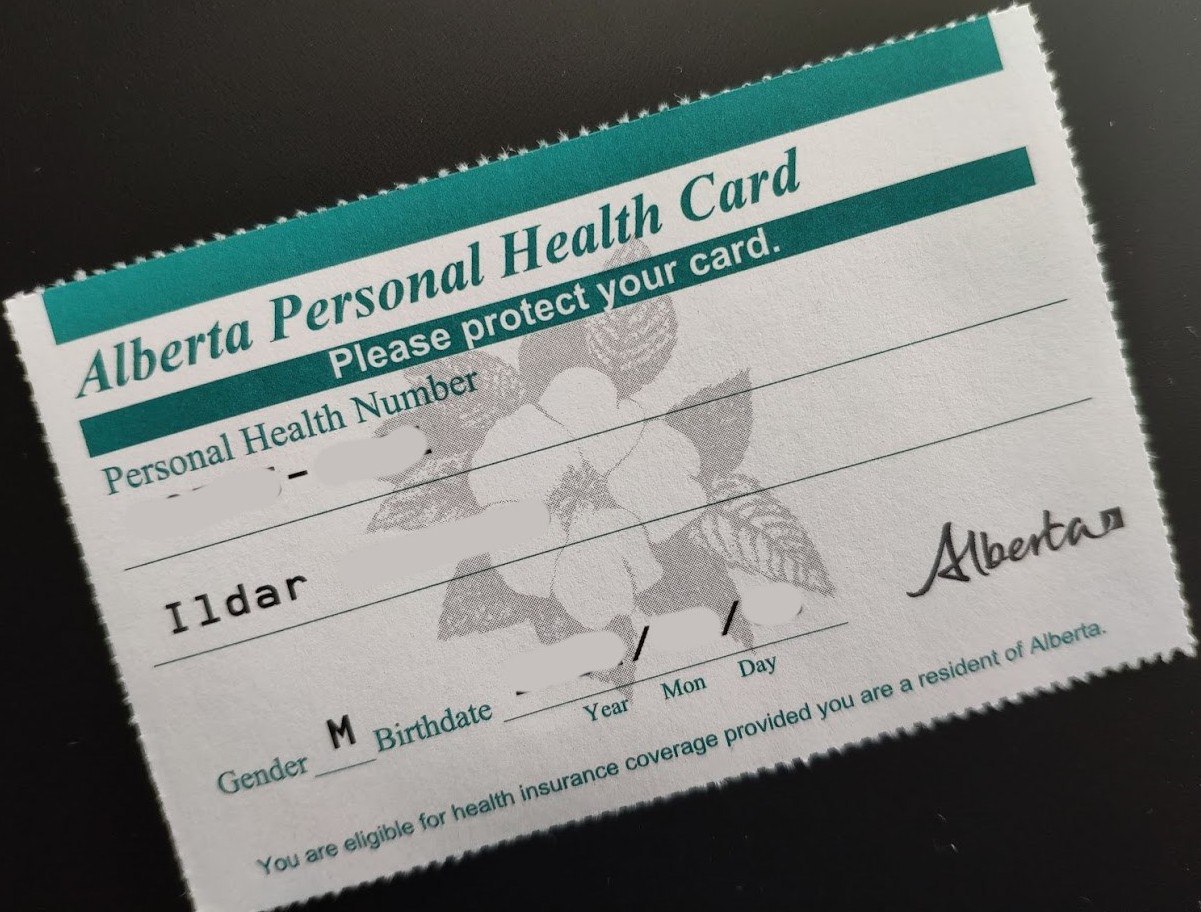 Alberta Personal Health Card
Please protect your card.
Personal Health Number
-
Ildar
Gender M Birthdate / /
Year Mon Day
Alberta
You are eligible for health insurance coverage provided you are a resident of Alberta.